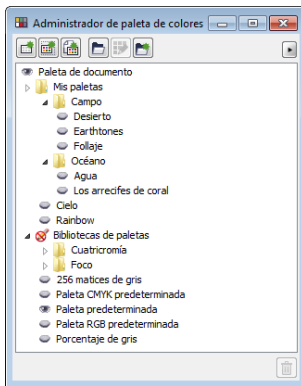 Administrador de paleta de colores
Paleta de documento
Mis paletas
Campo
Desierto
Earthtones
Follaje
Océano
Agua
Los arrecifes de coral
Cielo
Rainbow
Bibliotecas de paletas
Cuatricromía
Foco
256 matices de gris
Paleta CMYK predeterminada
Paleta predeterminada
Paleta RGB predeterminada
Porcentaje de gris